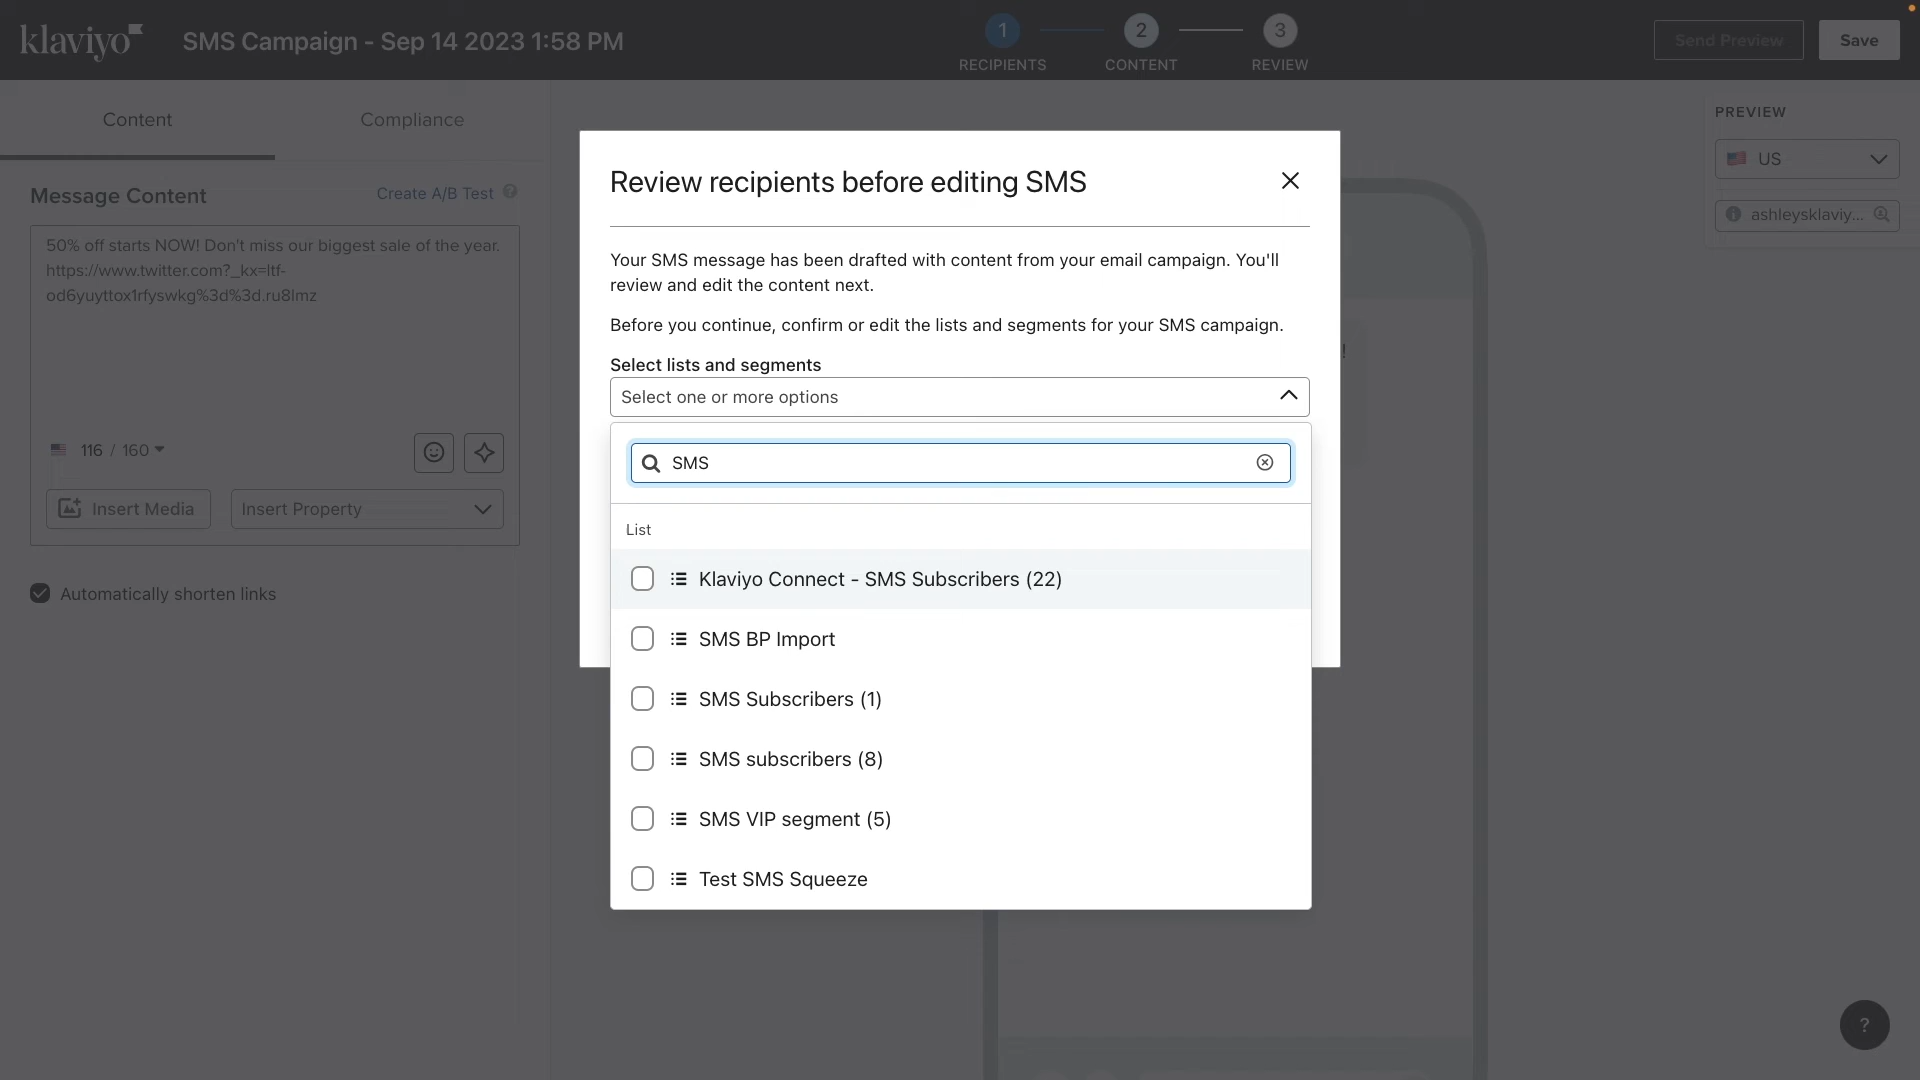 klaviyo
SMS Campaign - Sep 14 2023 1:58 PM
1
2
3
RECIPIENTS
CONTENT
REVIEW
Send Preview
Save
Content
Compliance
Message Content
Create A/B Test
50% off starts NOW! Don't miss our biggest sale of the year.
https://www.twitter.com?_kx=ltf-
od6yuyttox1rfyswkg%3d%3d.ru8lmz
116 / 160
Insert Media
Insert Property
Automatically shorten links
Review recipients before editing SMS
Your SMS message has been drafted with content from your email campaign. You'll
review and edit the content next.
Before you continue, confirm or edit the lists and segments for your SMS campaign.
Select lists and segments
Select one or more options
SMS
List
Klaviyo Connect - SMS Subscribers (22)
SMS BP Import
SMS Subscribers (1)
SMS subscribers (8)
SMS VIP segment (5)
Test SMS Squeeze
!
PREVIEW
US
ashleysklaviy...
?